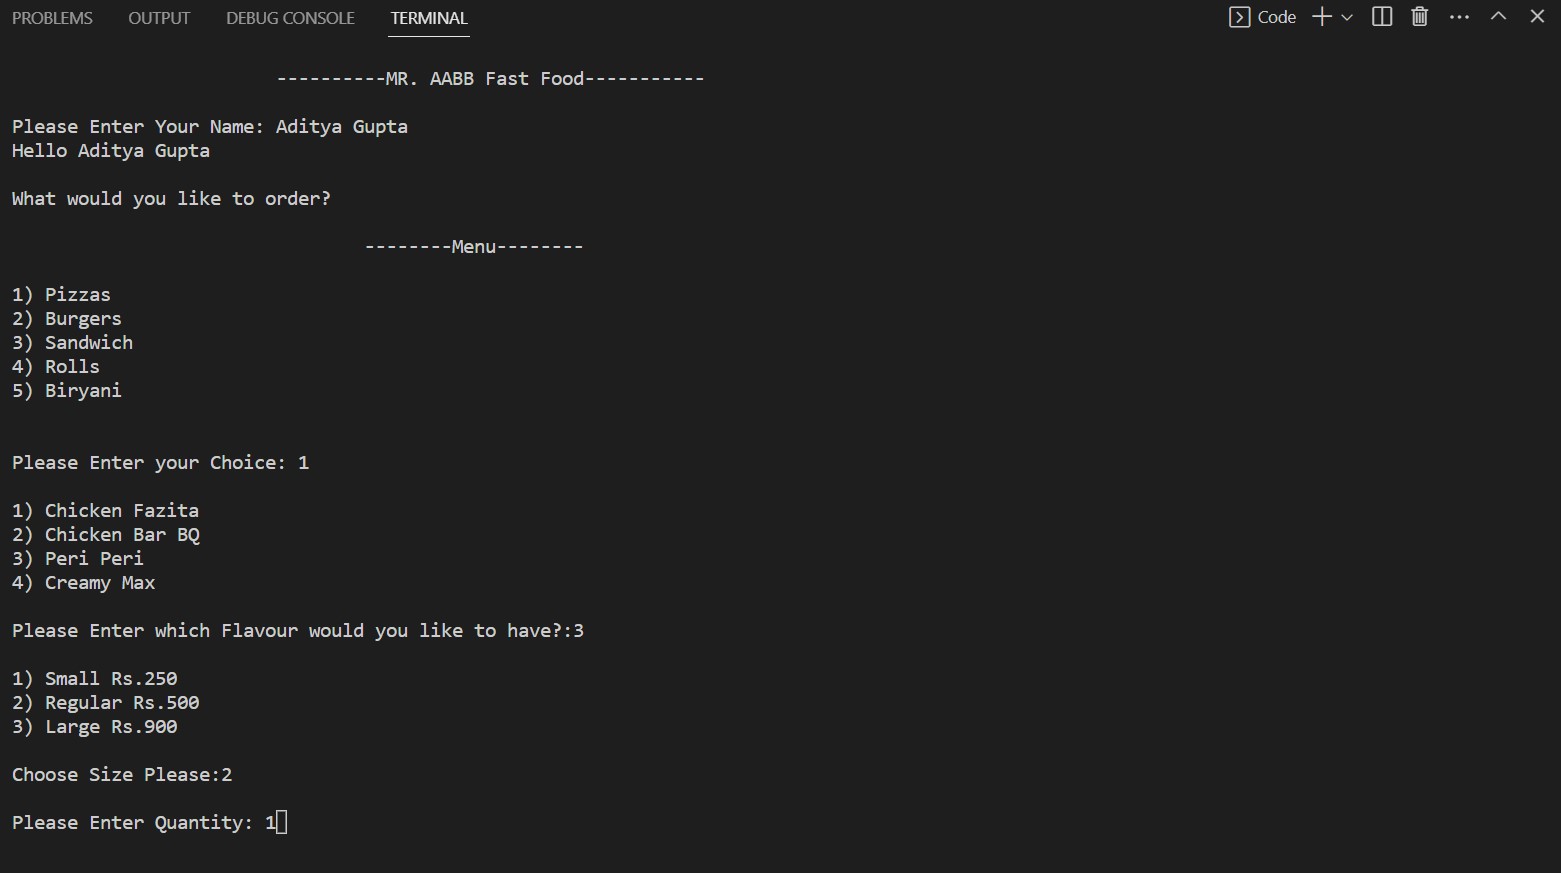 PROBLEMS OUTPUT DEBUG CONSOLE TERMINAL Code
----------MR. AABB Fast Food-----------
Please Enter Your Name: Aditya Gupta
Hello Aditya Gupta
What would you like to order?
--------Menu--------
1) Pizzas
2) Burgers
3) Sandwich
4) Rolls
5) Biryani
Please Enter your Choice: 1
1) Chicken Fazita
2) Chicken Bar BQ
3) Peri Peri
4) Creamy Max
Please Enter which Flavour would you like to have?:3
1) Small Rs.250
2) Regular Rs.500
3) Large Rs.900
Choose Size Please:2
Please Enter Quantity: 1